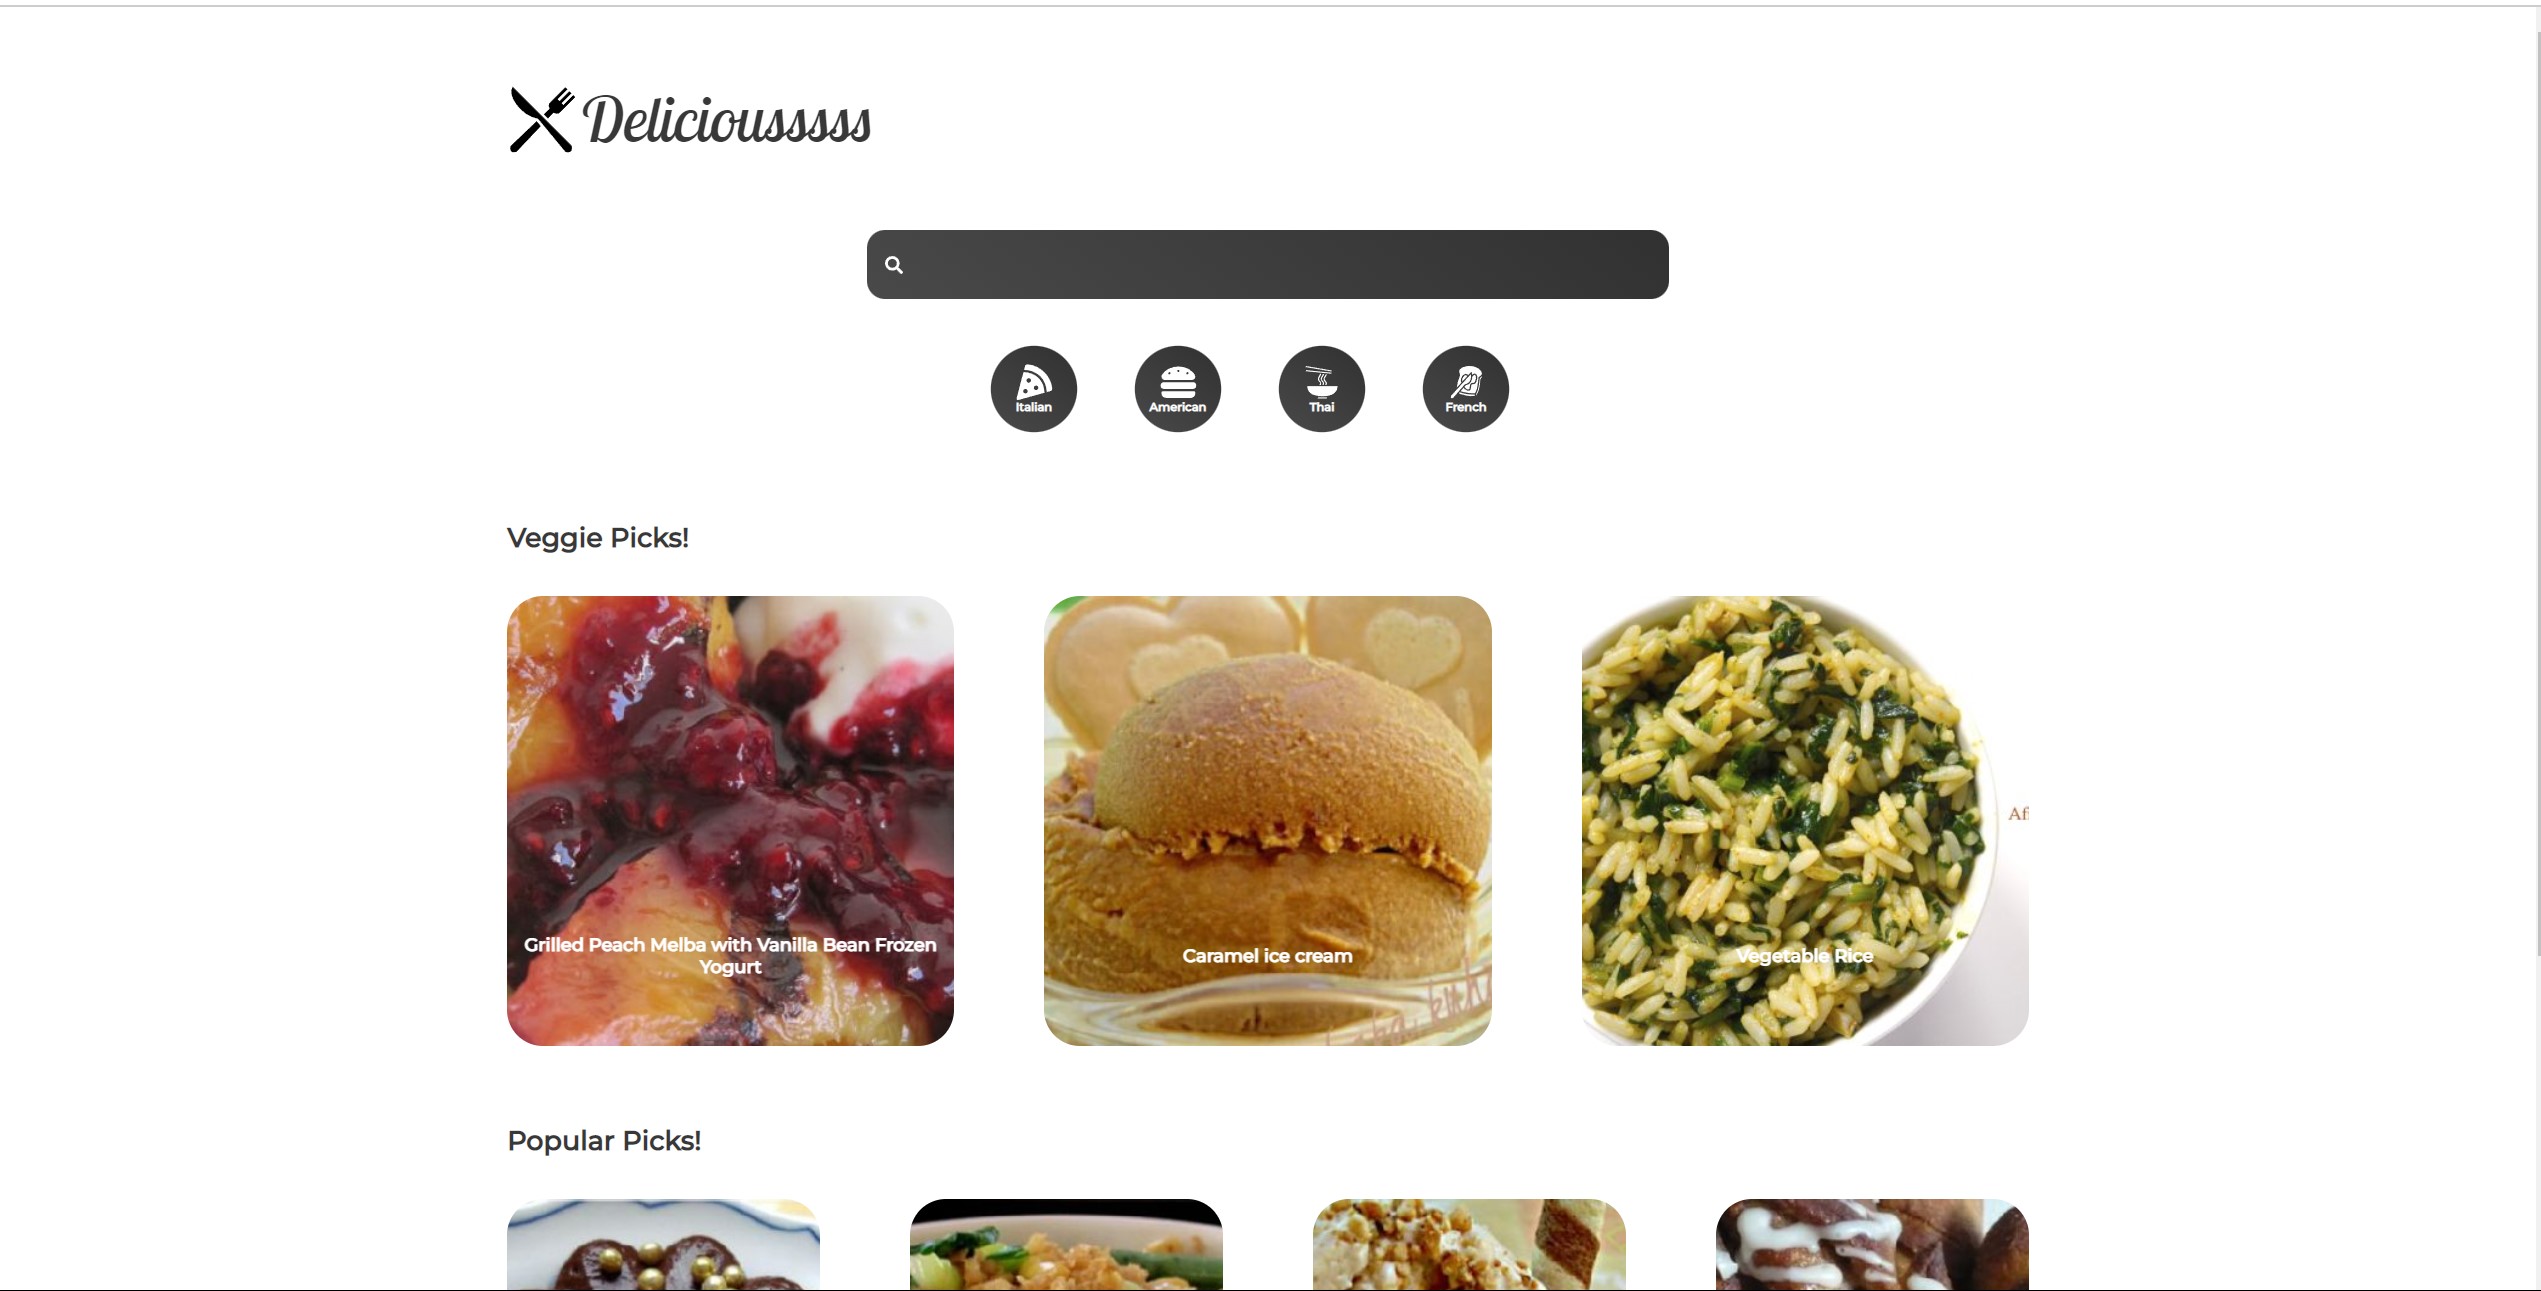 Deliciousssss
Italian
American
Thai
French
Veggie Picks!
Grilled Peach Melba with Vanilla Bean Frozen
Yogurt
Caramel ice cream
Vegetable Rice
Popular Picks!